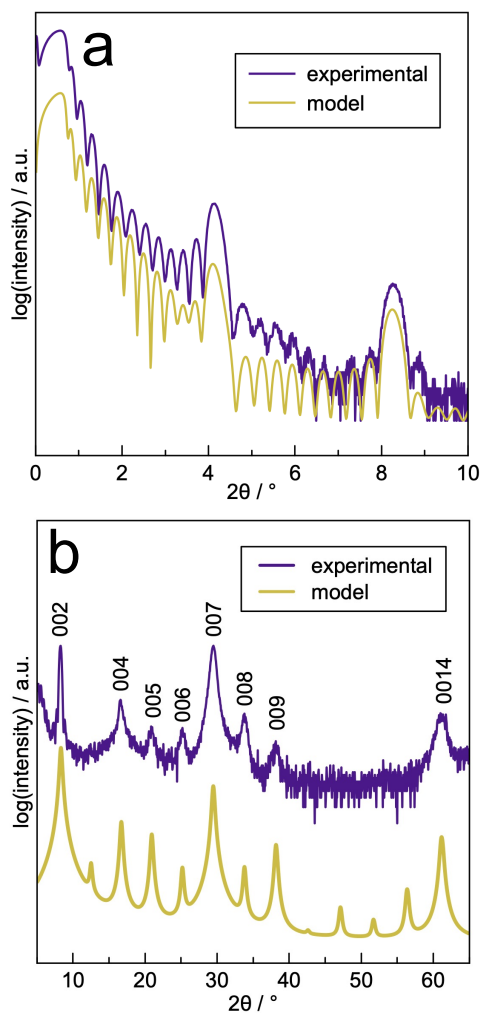 a
experimental
model
log(intensity) / a.u.
0 2 4 6 8 10
2θ / °
b
experimental
model
002 004 005 006 007 008 009 0014
log(intensity) / a.u.
10 20 30 40 50 60
2θ / °